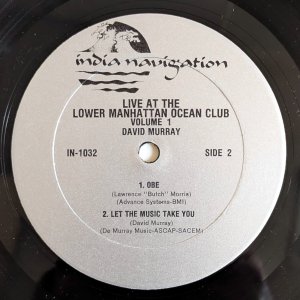 india navigation
LIVE AT THE
LOWER MANHATTAN OCEAN CLUB
VOLUME 1
DAVID MURRAY
IN-1032 SIDE 2
1. OBE
(Lawrence "Butch" Morris)
(Advance Systems-BMI)
2. LET THE MUSIC TAKE YOU
(David Murray)
(De Murray Music-ASCAP-SACEM)